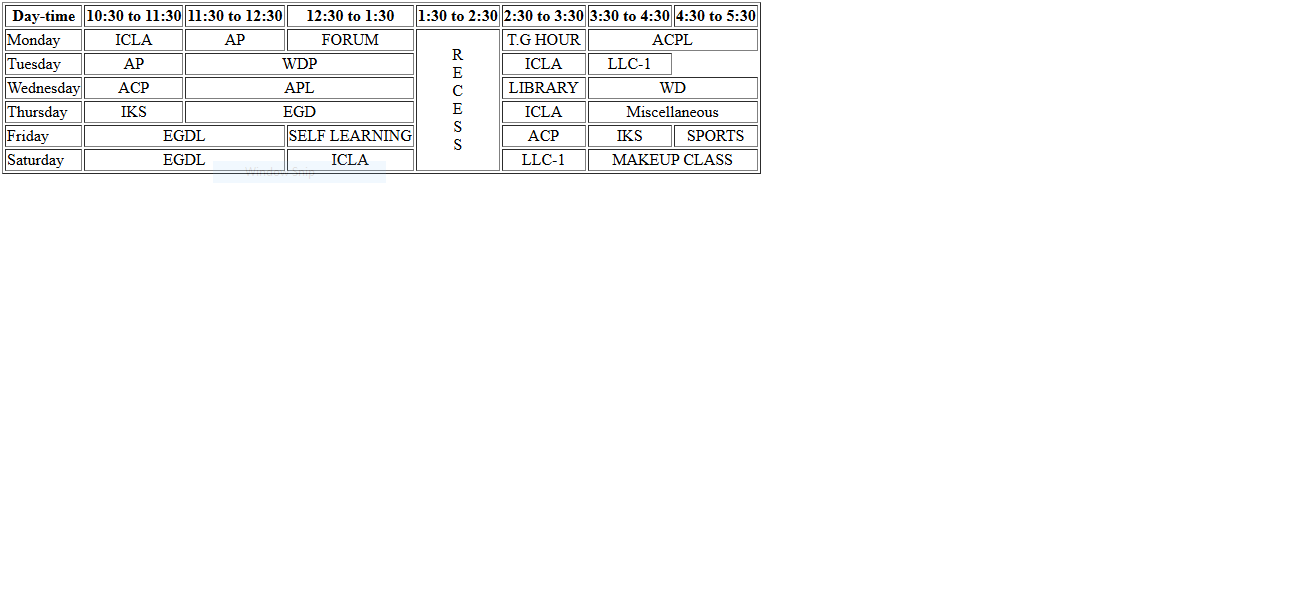 Day-time 10:30 to 11:30 11:30 to 12:30 12:30 to 1:30 1:30 to 2:30 2:30 to 3:30 3:30 to 4:30 4:30 to 5:30
Monday ICLA AP FORUM T.G HOUR ACPL
R
E
C
E
S
S
Tuesday AP WDP ICLA LLC-1
Wednesday ACP APL LIBRARY WD
Thursday IKS EGD ICLA Miscellaneous
Friday EGDL SELF LEARNING ACP IKS SPORTS
Saturday EGDL ICLA LLC-1 MAKEUP CLASS
Window Snip